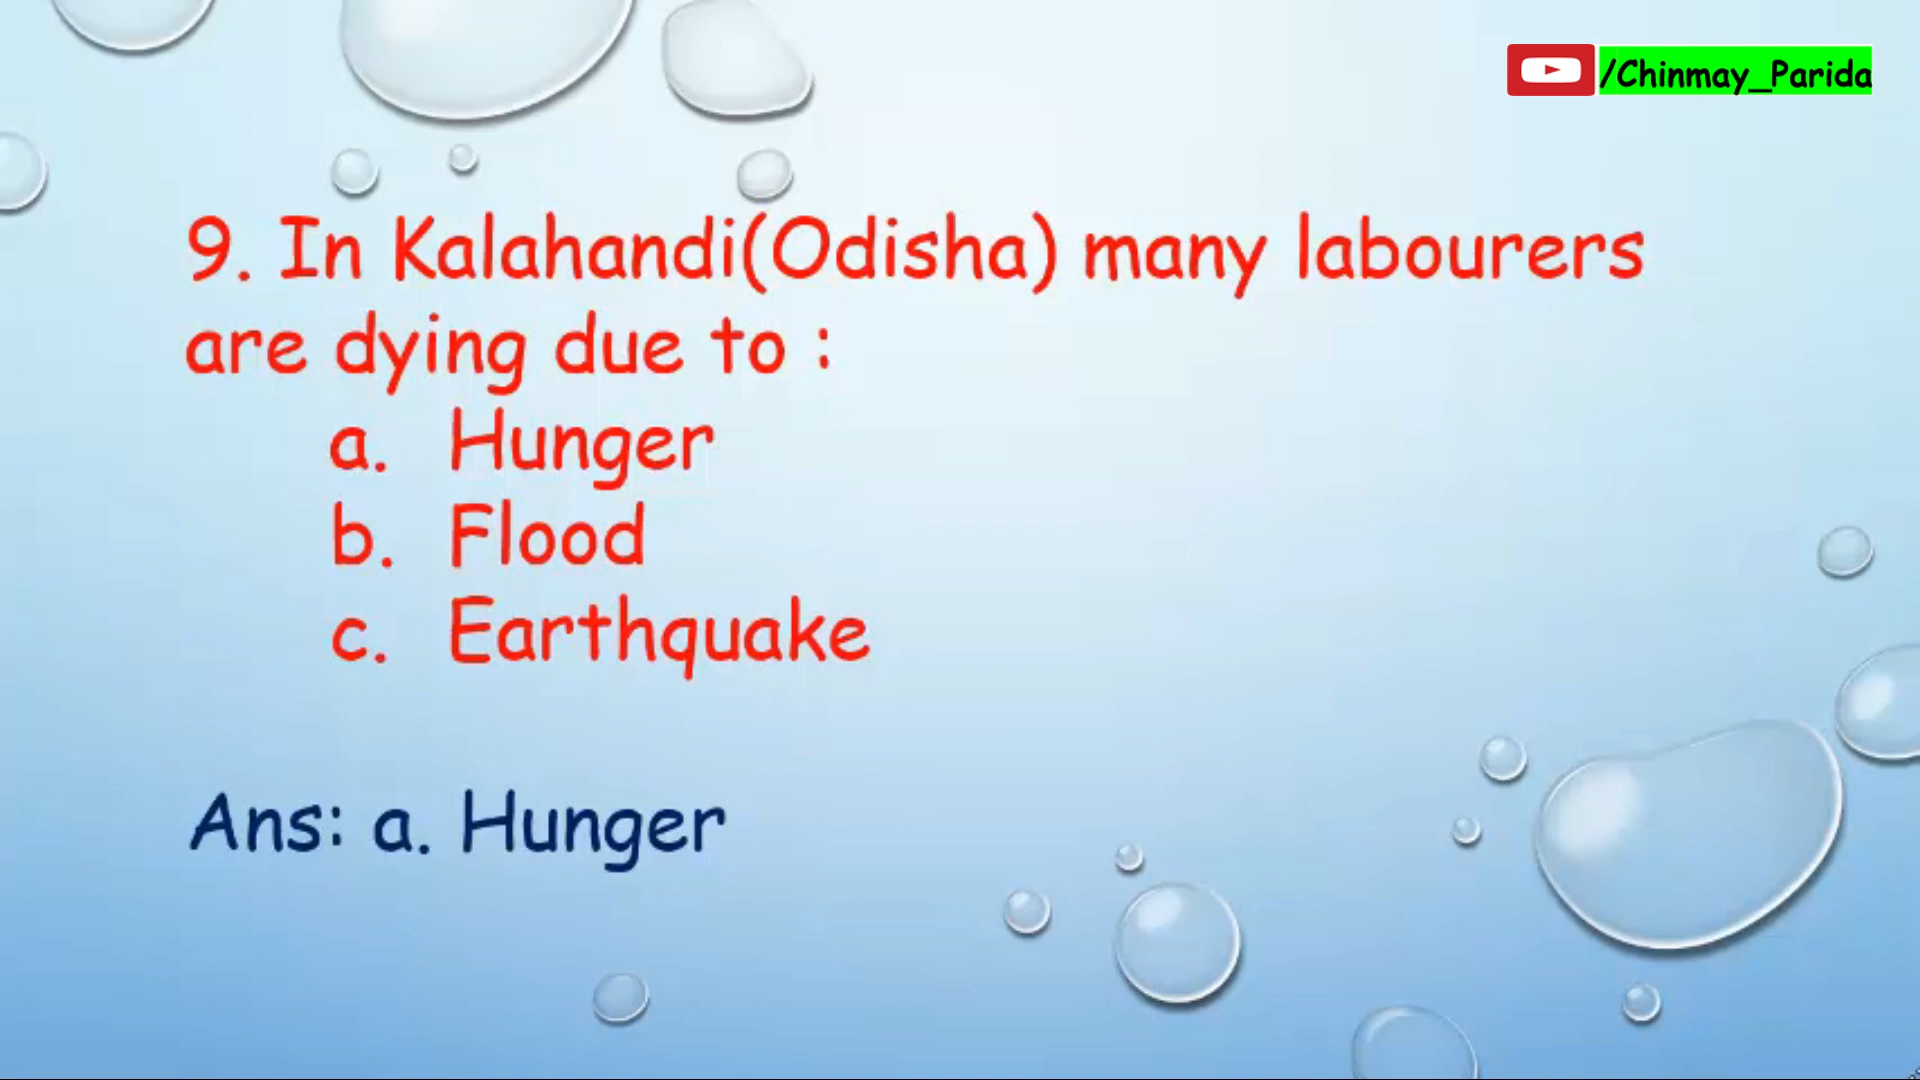 /Chinmay_Parida
9. In Kalahandi(Odisha) many labourers
are dying due to :
a. Hunger
b. Flood
c. Earthquake
Ans: a. Hunger